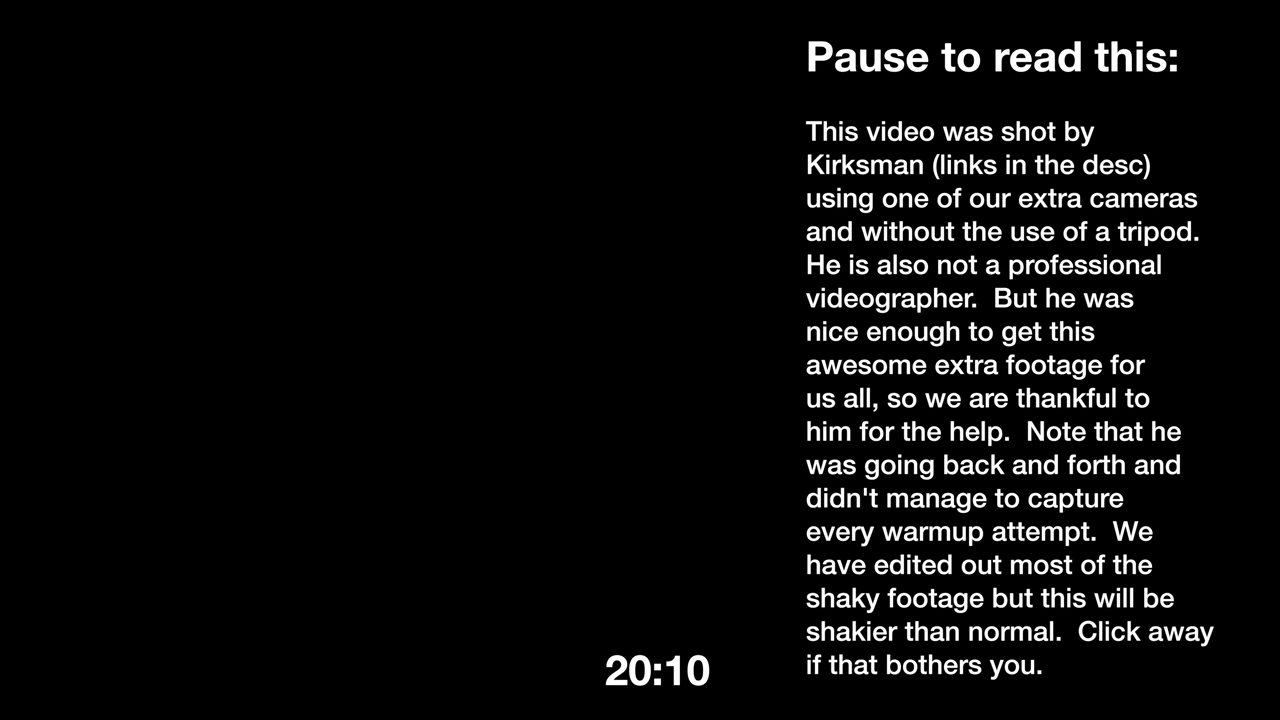 Pause to read this:
This video was shot by
Kirksman (links in the desc)
using one of our extra cameras
and without the use of a tripod.
He is also not a professional
videographer.  But he was
nice enough to get this
awesome extra footage for
us all, so we are thankful to
him for the help.  Note that he
was going back and forth and
didn't manage to capture
every warmup attempt.  We
have edited out most of the
shaky footage but this will be
shakier than normal.  Click away
if that bothers you.
20:10